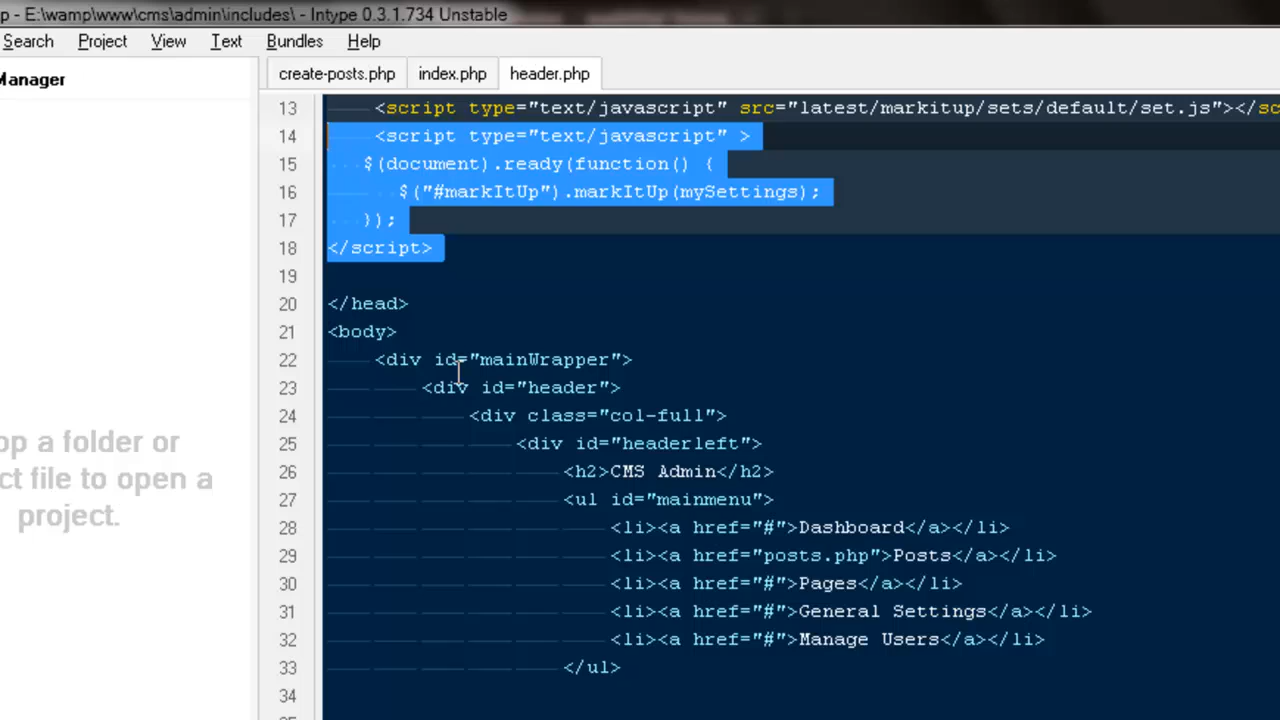 p - E:\wamp\www\cms\admin\includes\ - Intype 0.3.1.734 Unstable
Search Project View Text Bundles Help
Manager
create-posts.php index.php header.php
13 <script type="text/javascript" src="latest/markitup/sets/default/set.js"></sc
14 <script type="text/javascript" >
15 $(document).ready(function() {
16 $("#markItUp").markItUp(mySettings);
17 });
18 </script>
19
20 </head>
21 <body>
22 <div id="mainWrapper">
23 <div id="header">
24 <div class="col-full">
25 <div id="headerleft">
26 <h2>CMS Admin</h2>
27 <ul id="mainmenu">
28 <li><a href="#">Dashboard</a></li>
29 <li><a href="posts.php">Posts</a></li>
30 <li><a href="#">Pages</a></li>
31 <li><a href="#">General Settings</a></li>
32 <li><a href="#">Manage Users</a></li>
33 </ul>
34
op a folder or
ct file to open a
project.